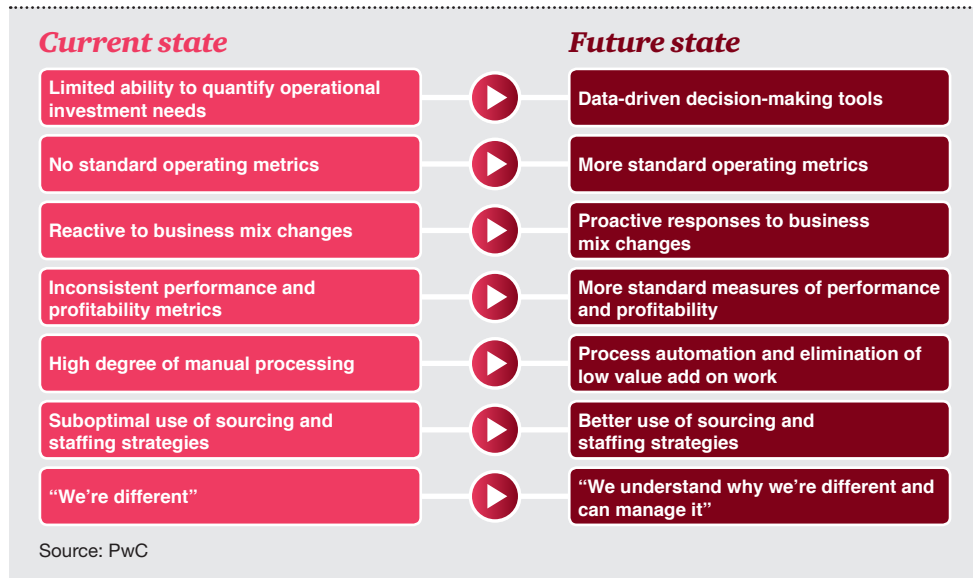 Current state
Future state
Limited ability to quantify operational
investment needs
Data-driven decision-making tools
No standard operating metrics
More standard operating metrics
Reactive to business mix changes
Proactive responses to business
mix changes
Inconsistent performance and
profitability metrics
More standard measures of performance
and profitability
High degree of manual processing
Process automation and elimination of
low value add on work
Suboptimal use of sourcing and
staffing strategies
Better use of sourcing and
staffing strategies
“We’re different”
“We understand why we’re different and
can manage it”
Source: PwC